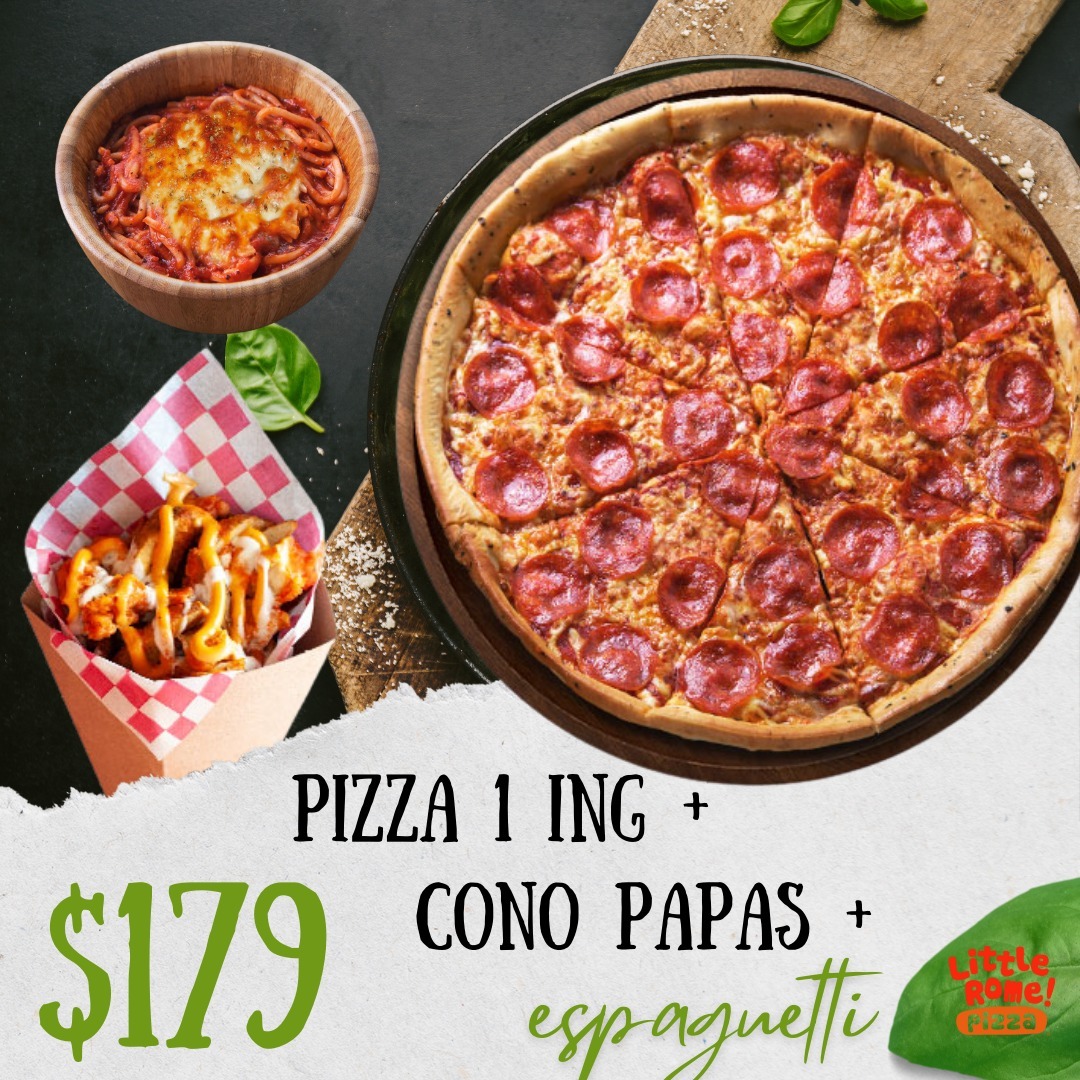 PIZZA 1 ING +
$179
CONO PAPAS +
espaguetti
Little
Rome!
Pizza